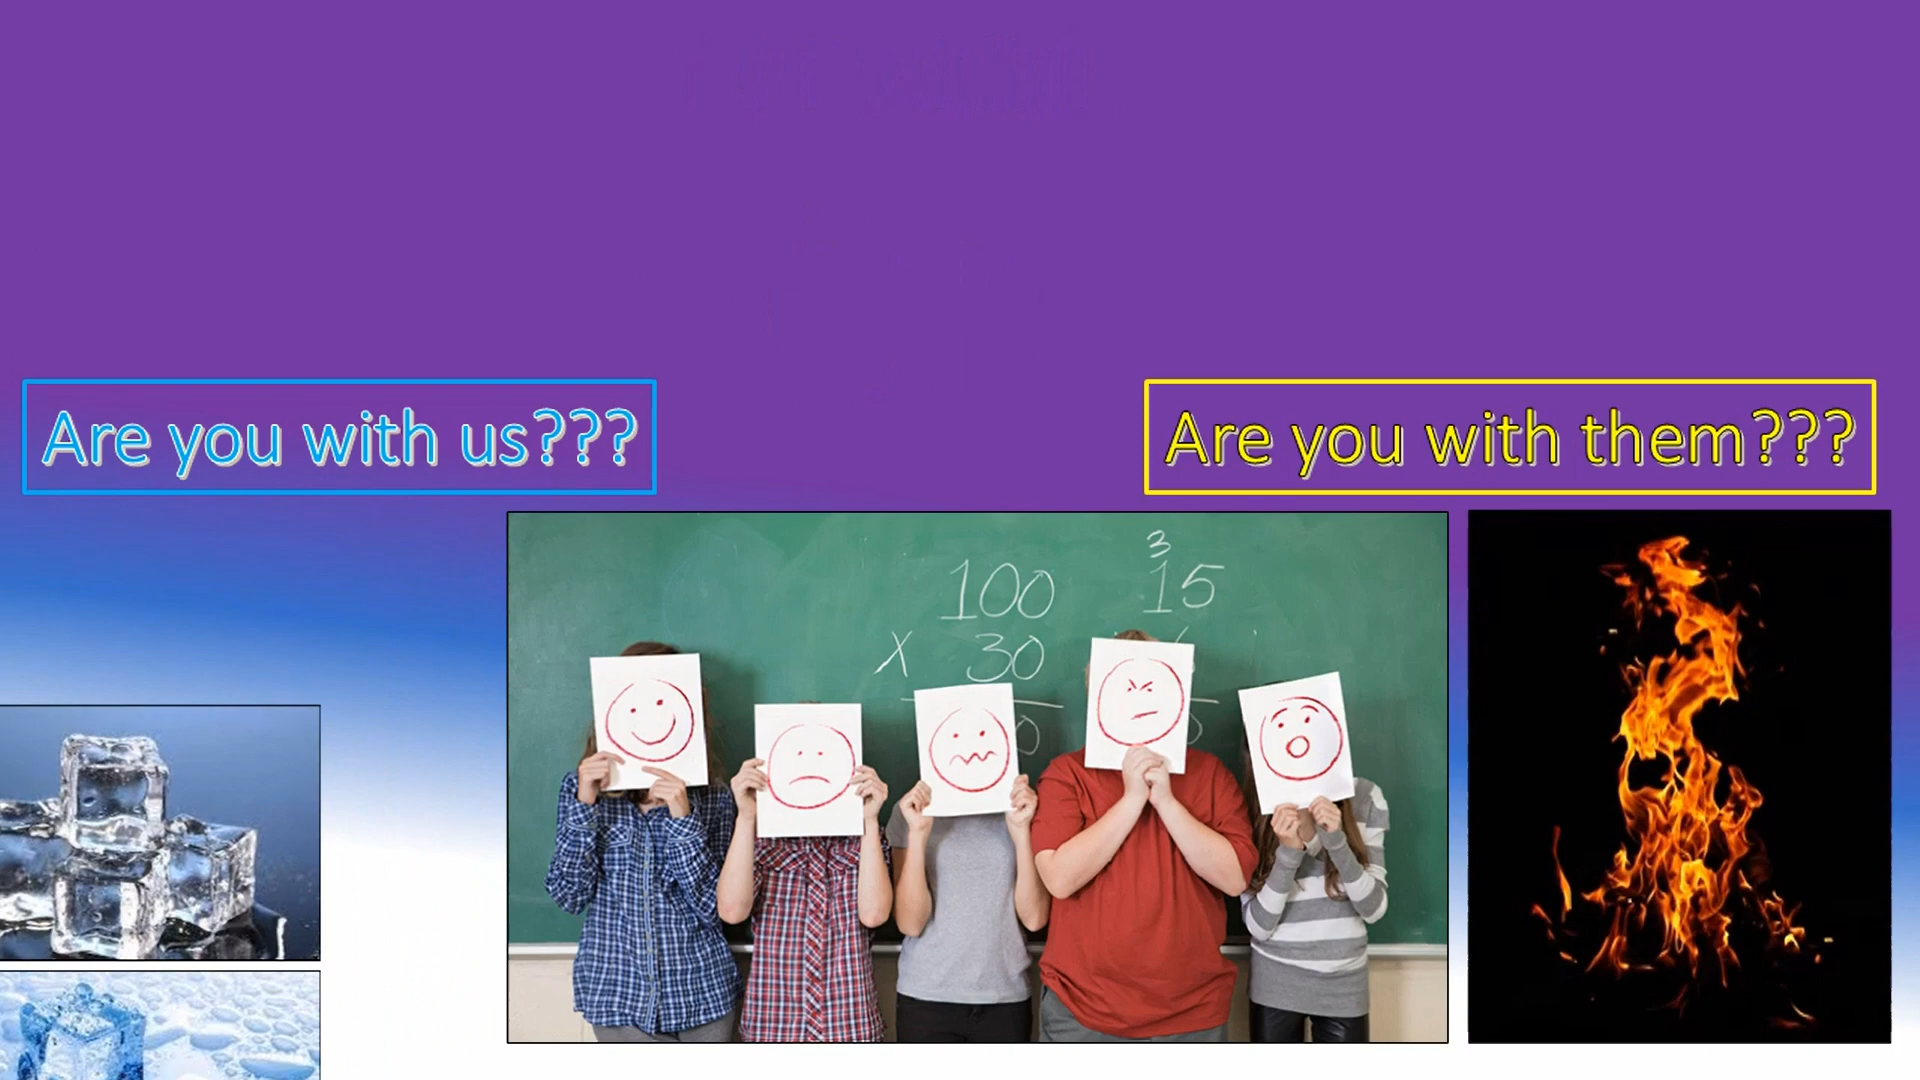 Are you with us???
Are you with them???
3
100 15
X 30